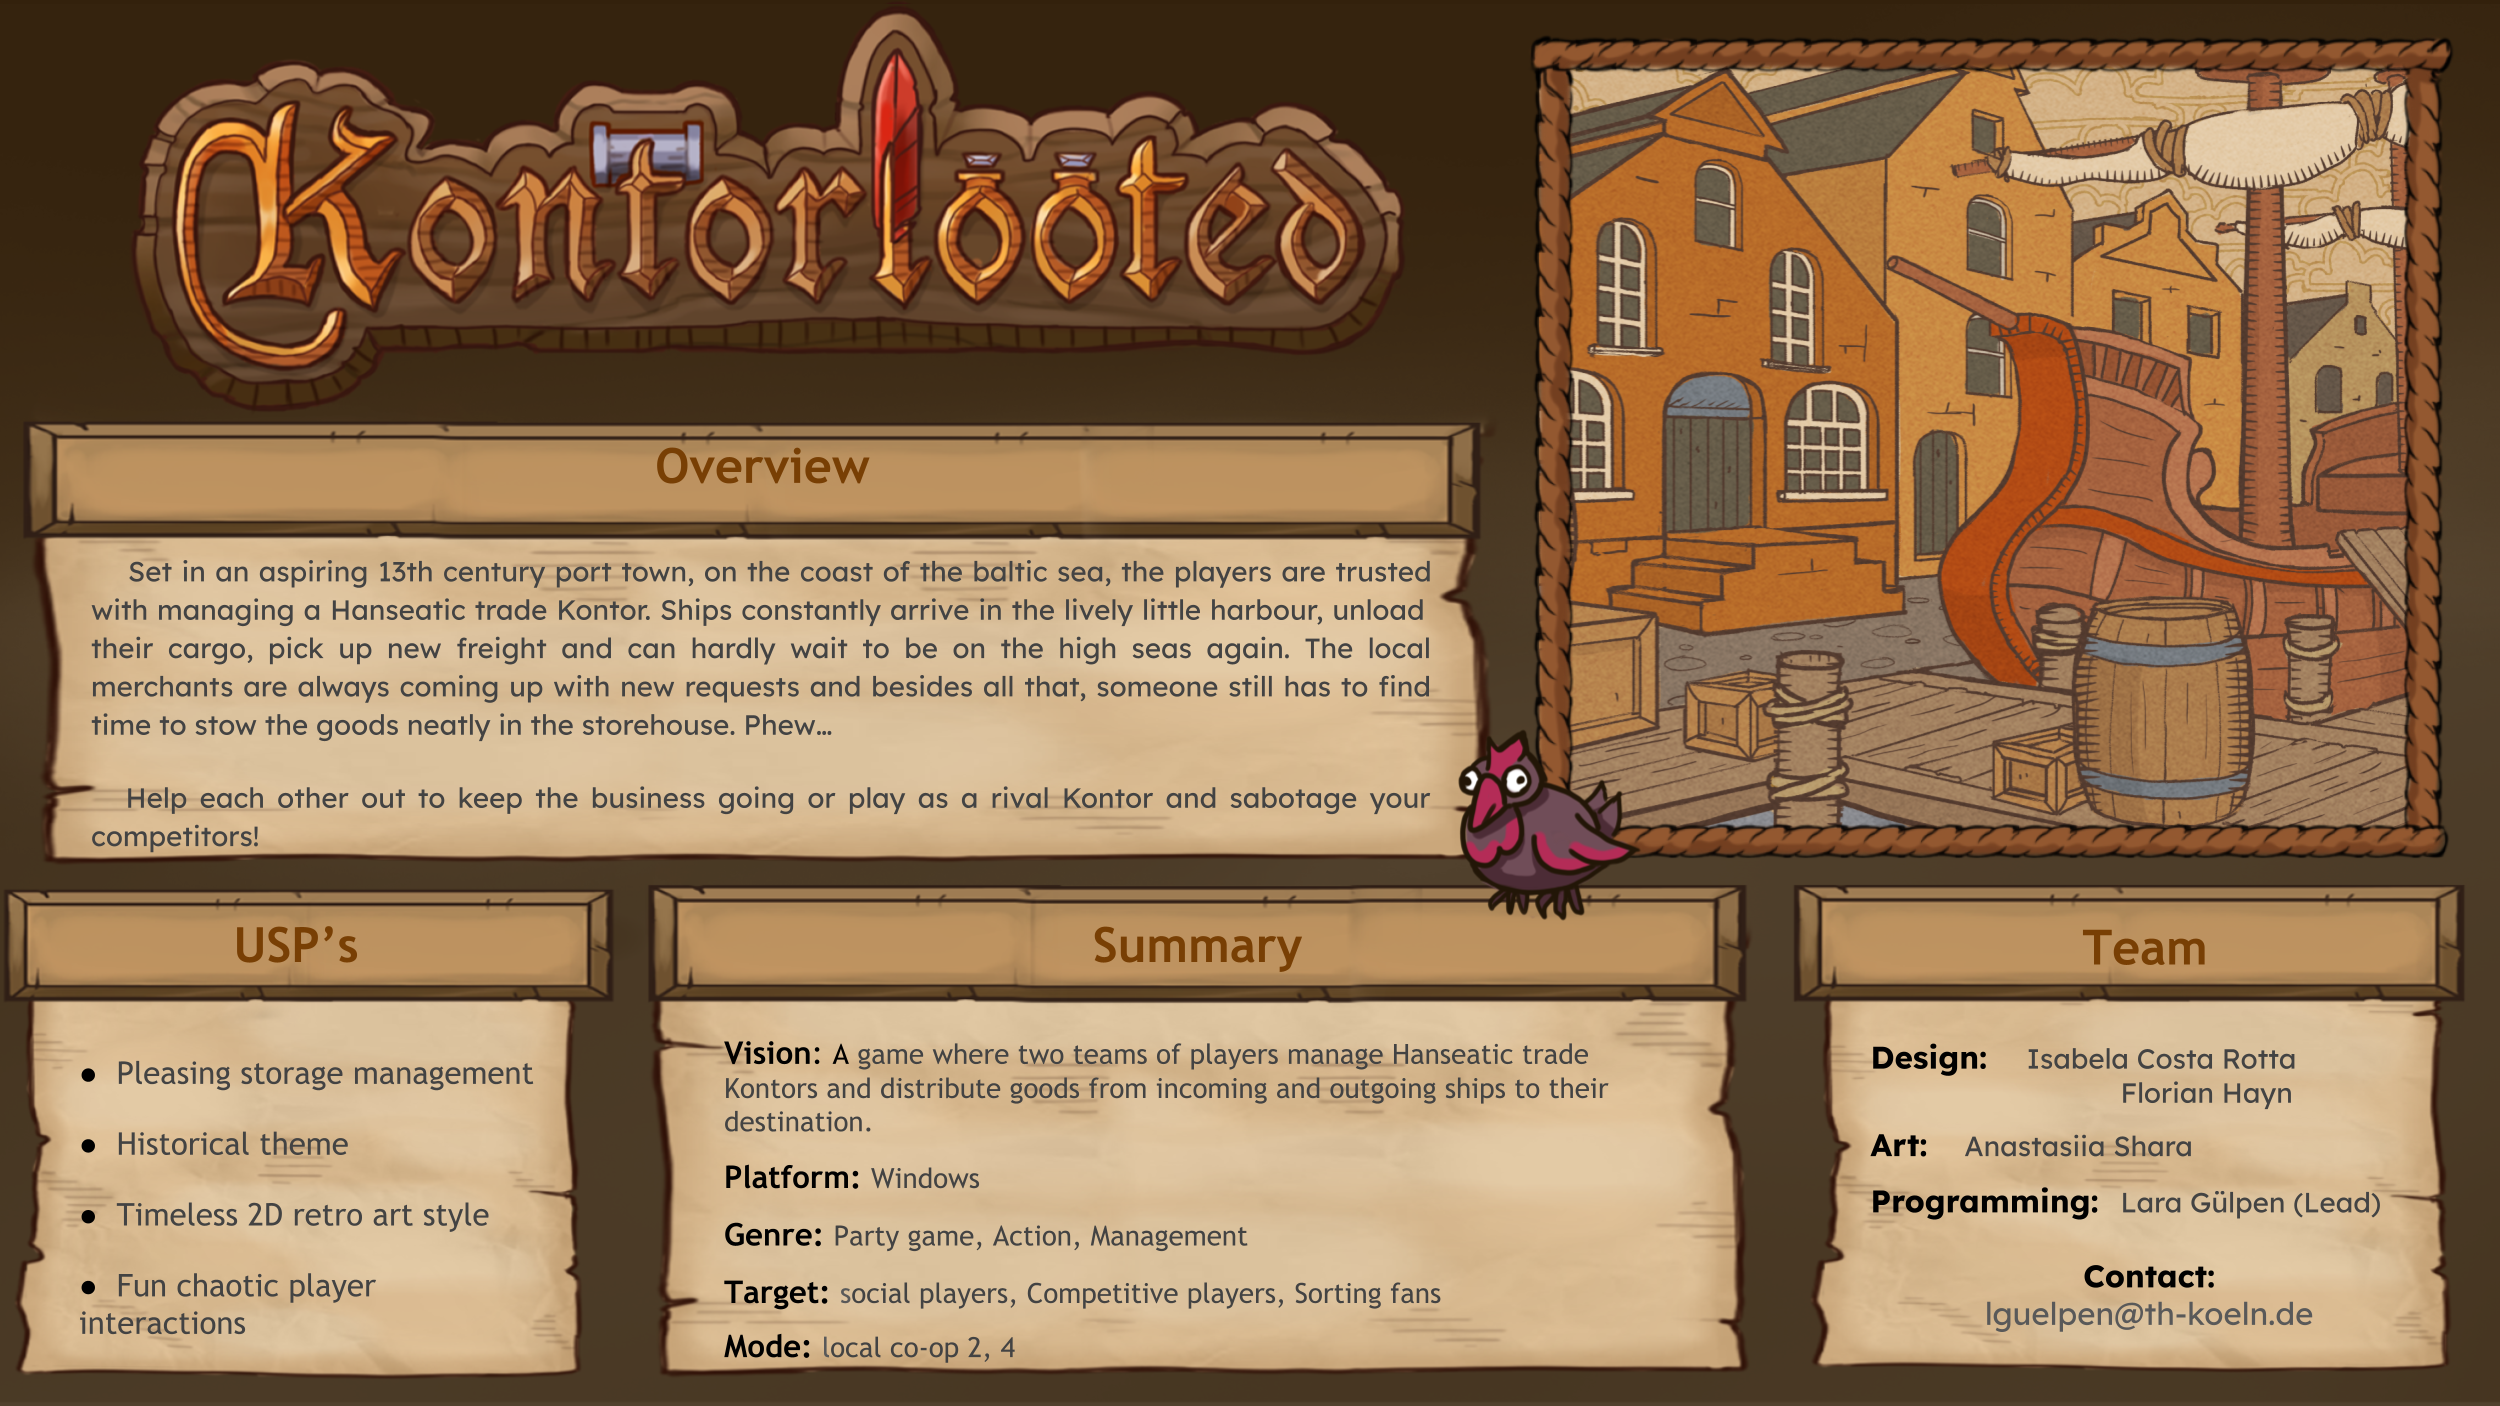 Kontorlooted
Overview
Set in an aspiring 13th century port town, on the coast of the baltic sea, the players are trusted
with managing a Hanseatic trade Kontor. Ships constantly arrive in the lively little harbour, unload
their cargo, pick up new freight and can hardly wait to be on the high seas again. The local
merchants are always coming up with new requests and besides all that, someone still has to find
time to stow the goods neatly in the storehouse. Phew…
Help each other out to keep the business going or play as a rival Kontor and sabotage your
competitors!
USP’s
● Pleasing storage management
● Historical theme
● Timeless 2D retro art style
● Fun chaotic player
interactions
Summary
Vision: A game where two teams of players manage Hanseatic trade
Kontors and distribute goods from incoming and outgoing ships to their
destination.
Platform: Windows
Genre: Party game, Action, Management
Target: social players, Competitive players, Sorting fans
Mode: local co-op 2, 4
Team
Design: Isabela Costa Rotta
Florian Hayn
Art: Anastasiia Shara
Programming: Lara Gülpen (Lead)
Contact:
lguelpen@th-koeln.de